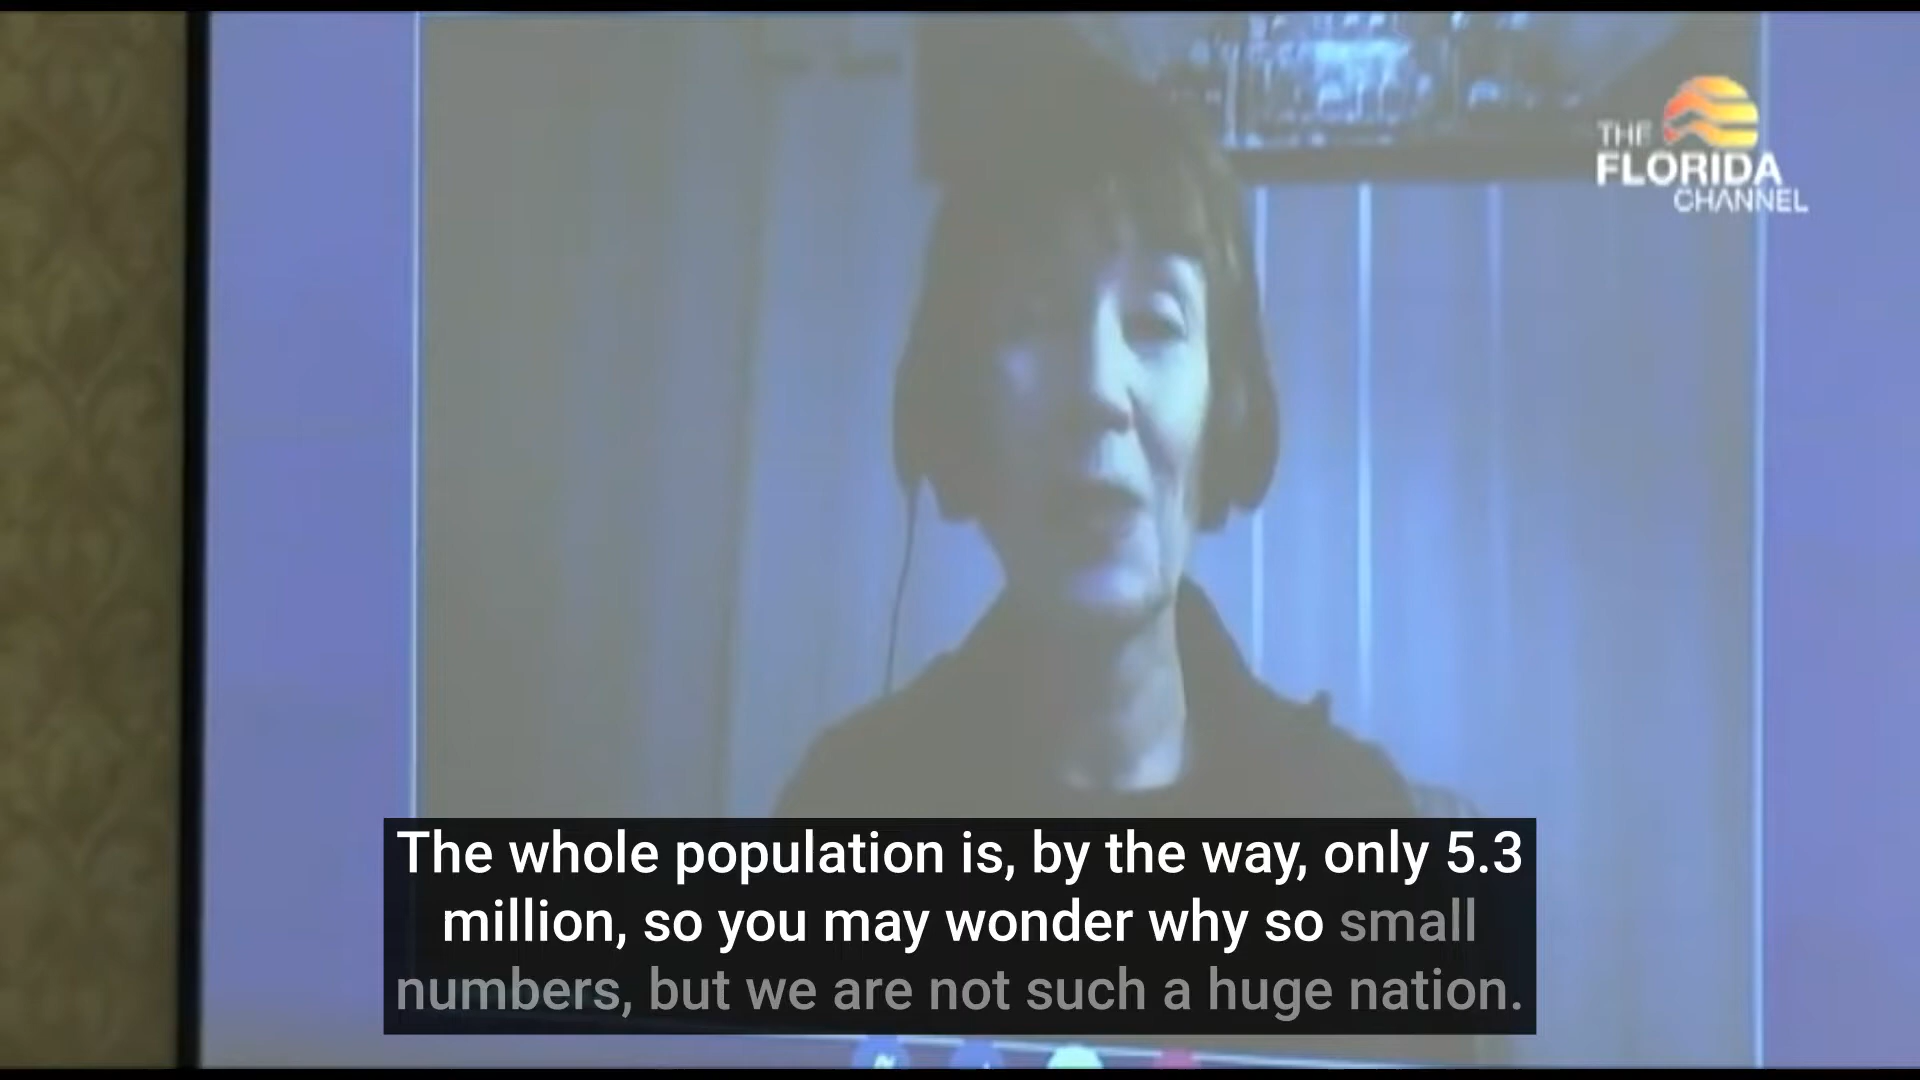 THE
FLORIDA
CHANNEL
The whole population is, by the way, only 5.3
million, so you may wonder why so small
numbers, but we are not such a huge nation.